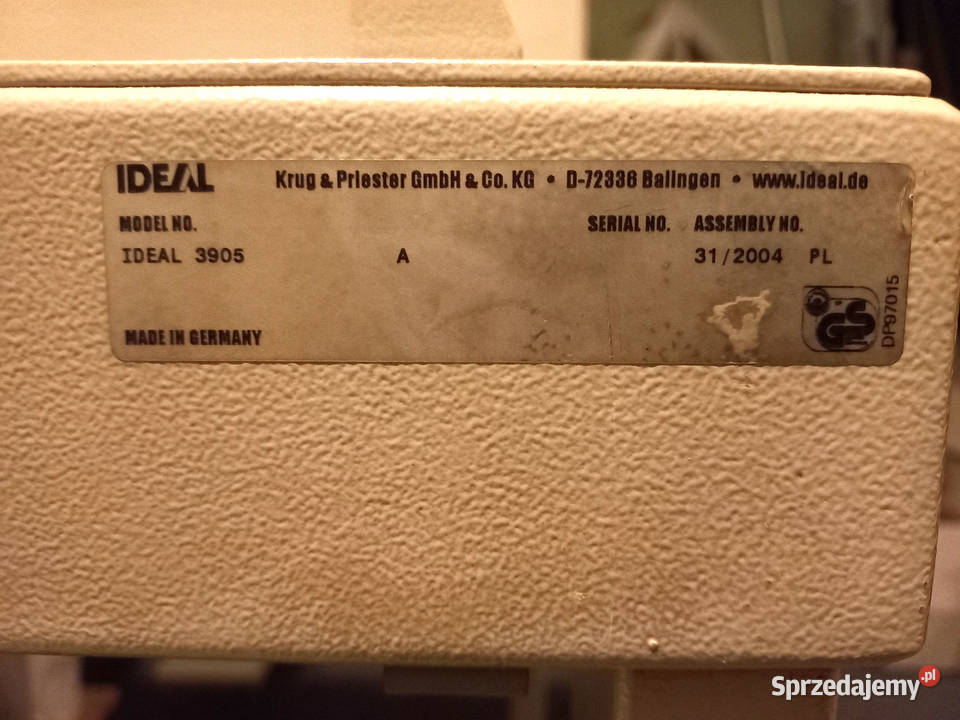 IDEAL Krug & Priester GmbH & Co. KG • D-72336 Balingen • www.ideal.de
MODEL NO. SERIAL NO. ASSEMBLY NO.
IDEAL 3905 A 31/2004 PL
MADE IN GERMANY
GS
DP97015
Sprzedajemy.pl